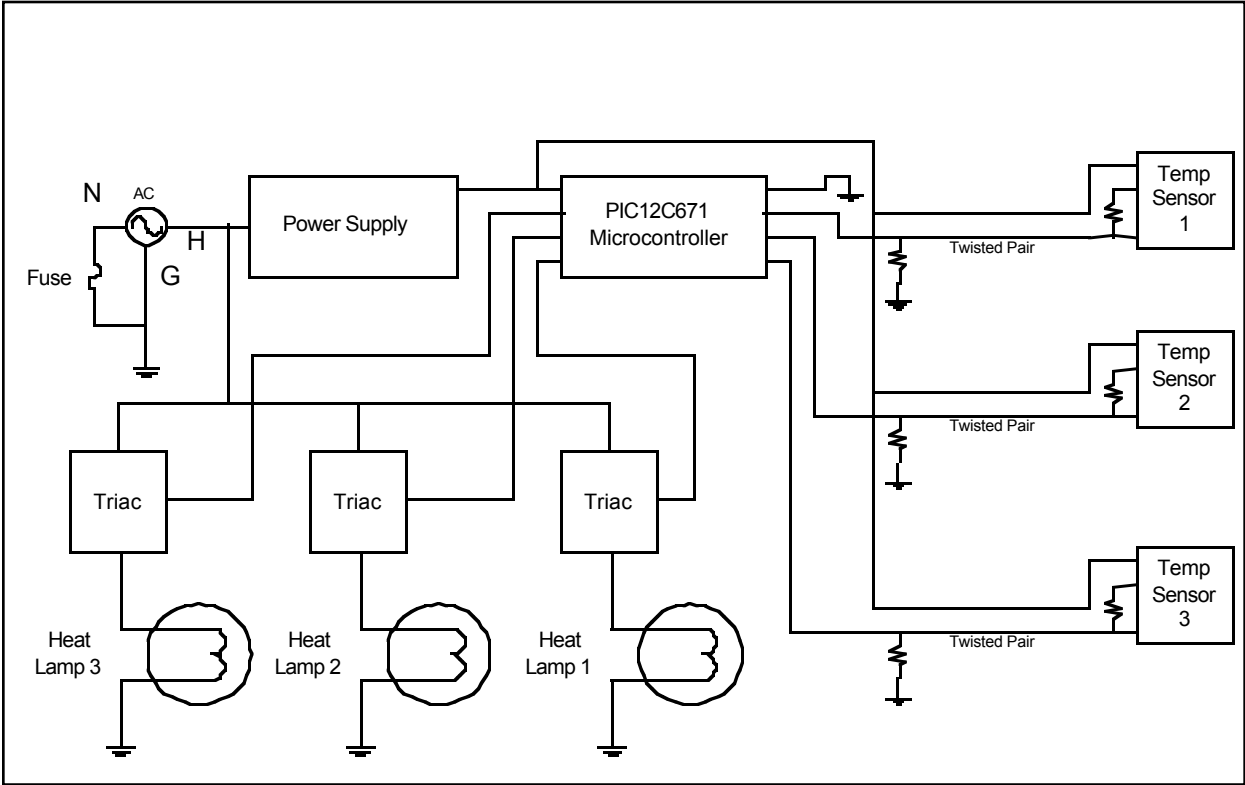 N
AC
H
G
Fuse
Power Supply
PIC12C671
Microcontroller
Temp
Sensor
1
Twisted Pair
Temp
Sensor
2
Twisted Pair
Triac
Triac
Triac
Temp
Sensor
3
Twisted Pair
Heat
Lamp 3
Heat
Lamp 2
Heat
Lamp 1